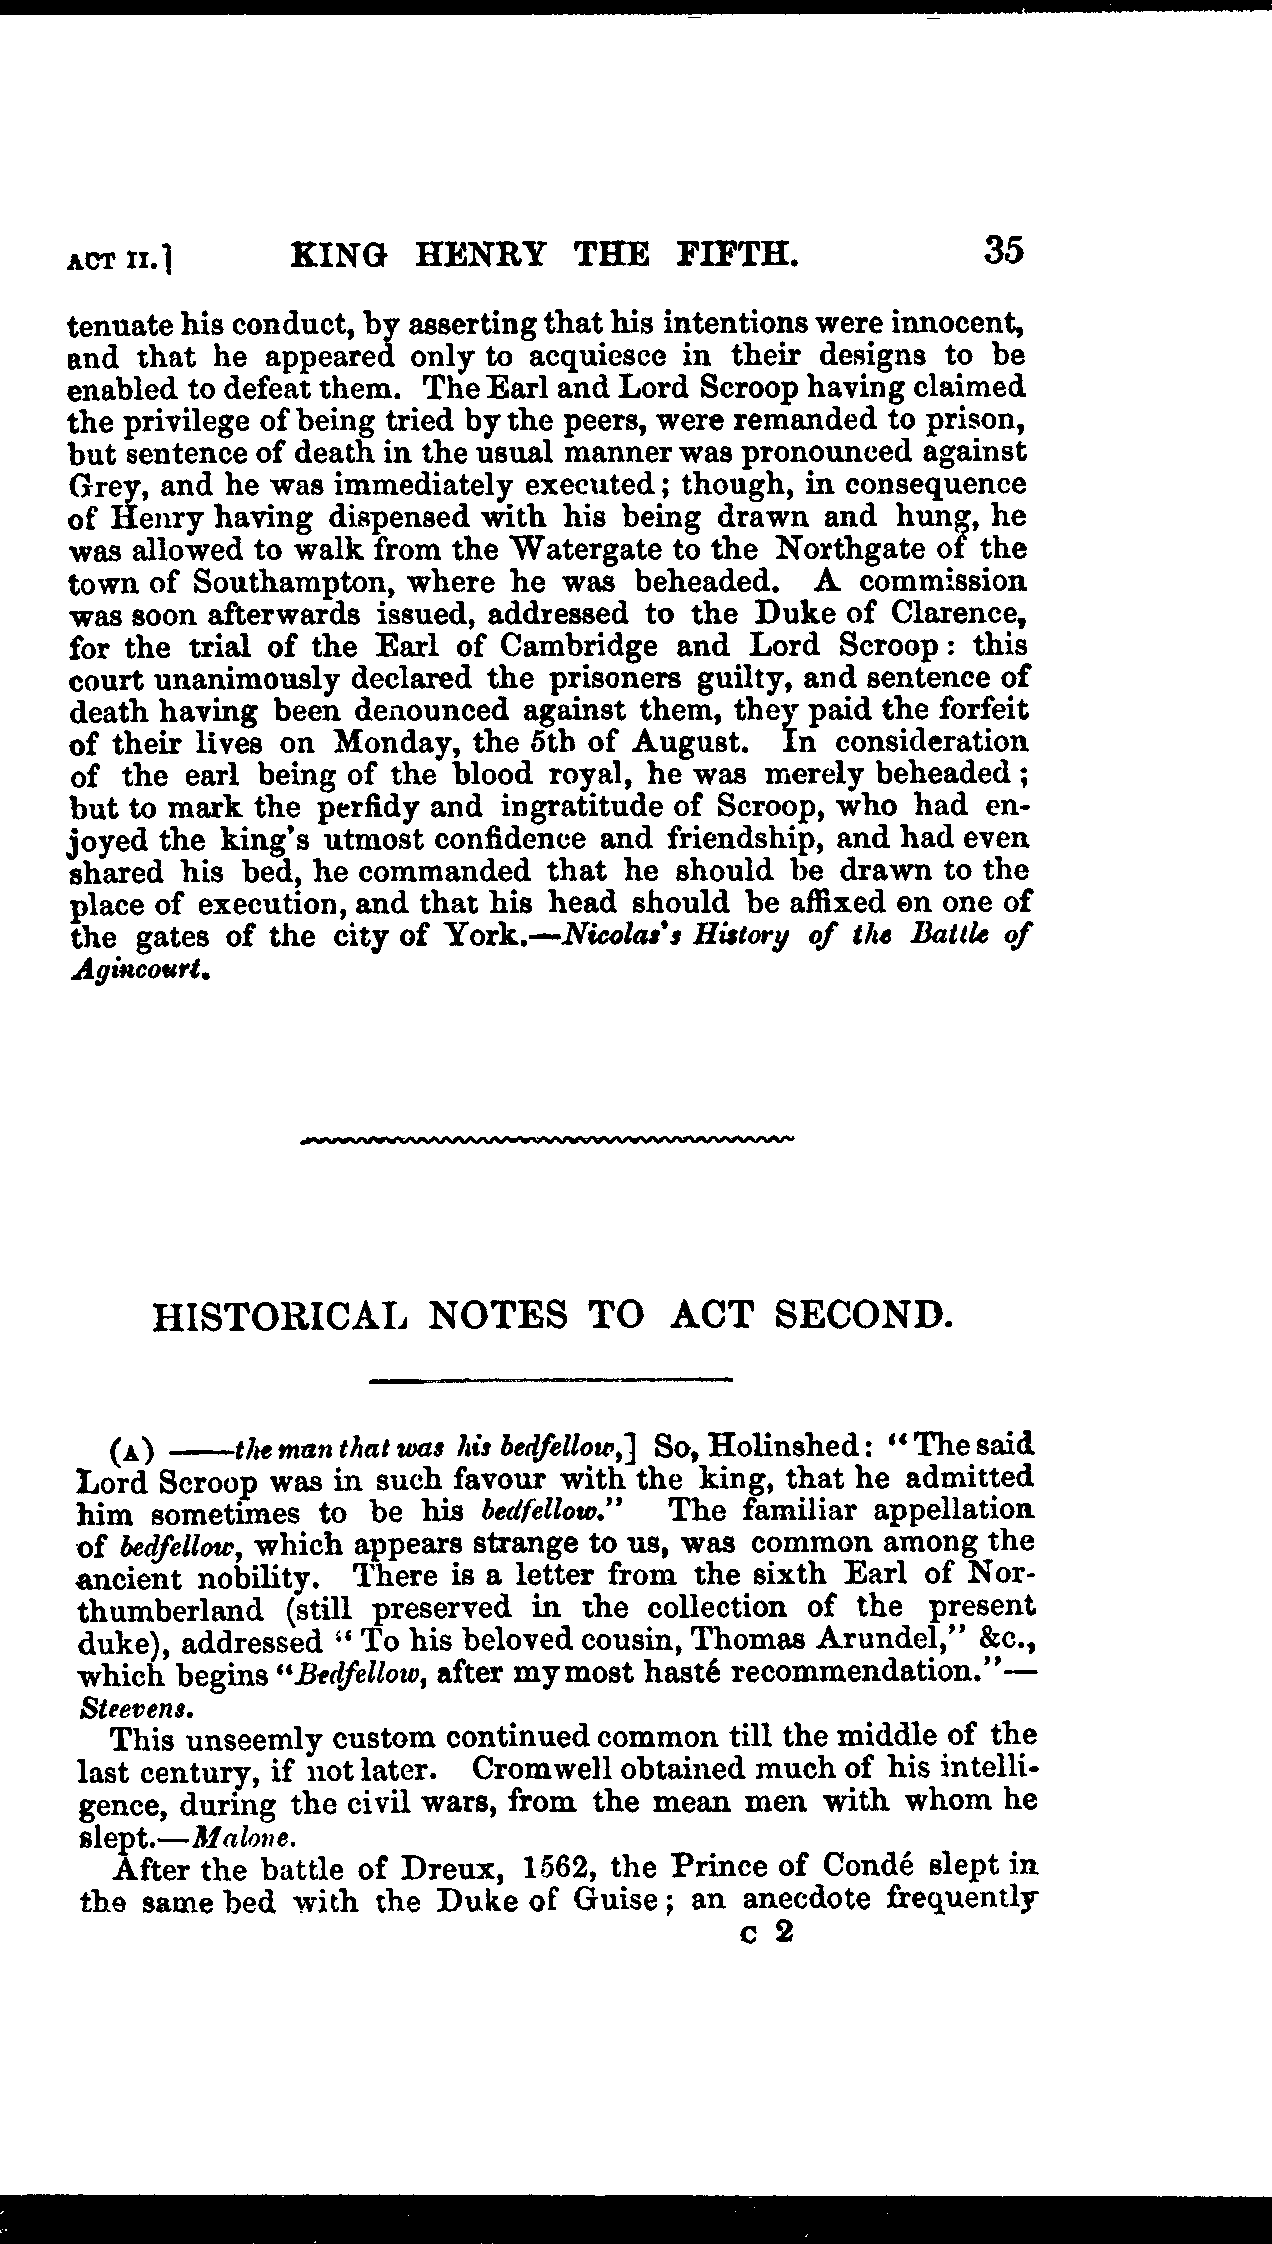 ACT II.] KING HENRY THE FIFTH. 35
tenuate his conduct, by asserting that his intentions were innocent,
and that he appeared only to acquiesce in their designs to be
enabled to defeat them. The Earl and Lord Scroop having claimed
the privilege of being tried by the peers, were remanded to prison,
but sentence of death in the usual manner was pronounced against
Grey, and he was immediately executed; though, in consequence
of Henry having dispensed with his being drawn and hung, he
was allowed to walk from the Watergate to the Northgate of the
town of Southampton, where he was beheaded. A commission
was soon afterwards issued, addressed to the Duke of Clarence,
for the trial of the Earl of Cambridge and Lord Scroop: this
court unanimously declared the prisoners guilty, and sentence of
death having been denounced against them, they paid the forfeit
of their lives on Monday, the 5th of August. In consideration
of the earl being of the blood royal, he was merely beheaded;
but to mark the perfidy and ingratitude of Scroop, who had en-
joyed the king's utmost confidence and friendship, and had even
shared his bed, he commanded that he should be drawn to the
place of execution, and that his head should be affixed on one of
the gates of the city of York.—Nicolas's History of the Battle of
Agincourt.
HISTORICAL NOTES TO ACT SECOND.
(A) ——the man that was his bedfellow,] So, Holinshed: "The said
Lord Scroop was in such favour with the king, that he admitted
him sometimes to be his bedfellow." The familiar appellation
of bedfellow, which appears strange to us, was common among the
ancient nobility. There is a letter from the sixth Earl of Nor-
thumberland (still preserved in the collection of the present
duke), addressed "To his beloved cousin, Thomas Arundel," &c.,
which begins "Bedfellow, after my most hasté recommendation."—
Steevens.
This unseemly custom continued common till the middle of the
last century, if not later. Cromwell obtained much of his intelli-
gence, during the civil wars, from the mean men with whom he
slept.—Malone.
After the battle of Dreux, 1562, the Prince of Condé slept in
the same bed with the Duke of Guise; an anecdote frequently
C 2